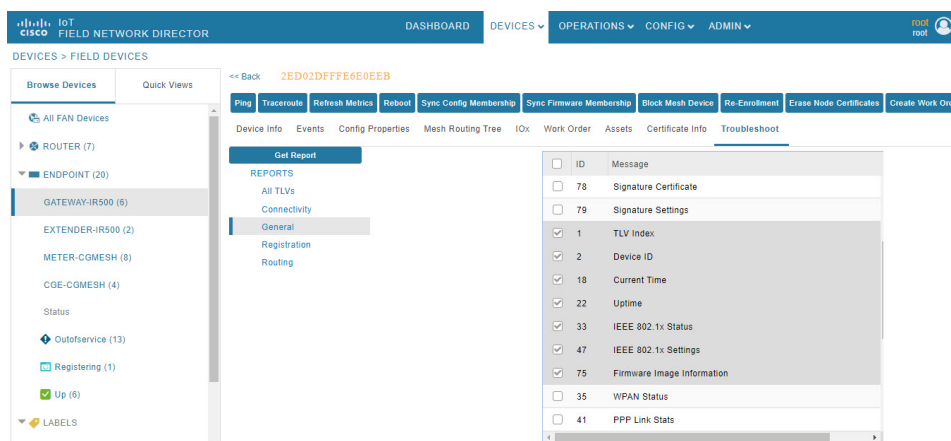 CISCO IoT
FIELD NETWORK DIRECTOR
DASHBOARD DEVICES OPERATIONS CONFIG ADMIN
root
root
DEVICES > FIELD DEVICES
Browse Devices Quick Views
All FAN Devices
ROUTER (7)
ENDPOINT (20)
GATEWAY-IR500 (6)
EXTENDER-IR500 (2)
METER-CGMESH (8)
CGE-CGMESH (4)
Status
Outofservice (13)
Registering (1)
Up (6)
LABELS
<< Back 2ED02DFFFE6E0EEB
Ping Traceroute Refresh Metrics Reboot Sync Config Membership Sync Firmware Membership Block Mesh Device Re-Enrollment Erase Node Certificates Create Work Or
Device Info Events Config Properties Mesh Routing Tree IOx Work Order Assets Certificate Info Troubleshoot
Get Report
REPORTS
All TLVs
Connectivity
General
Registration
Routing
ID Message
78 Signature Certificate
79 Signature Settings
1 TLV Index
2 Device ID
18 Current Time
22 Uptime
33 IEEE 802.1x Status
47 IEEE 802.1x Settings
75 Firmware Image Information
35 WPAN Status
41 PPP Link Stats